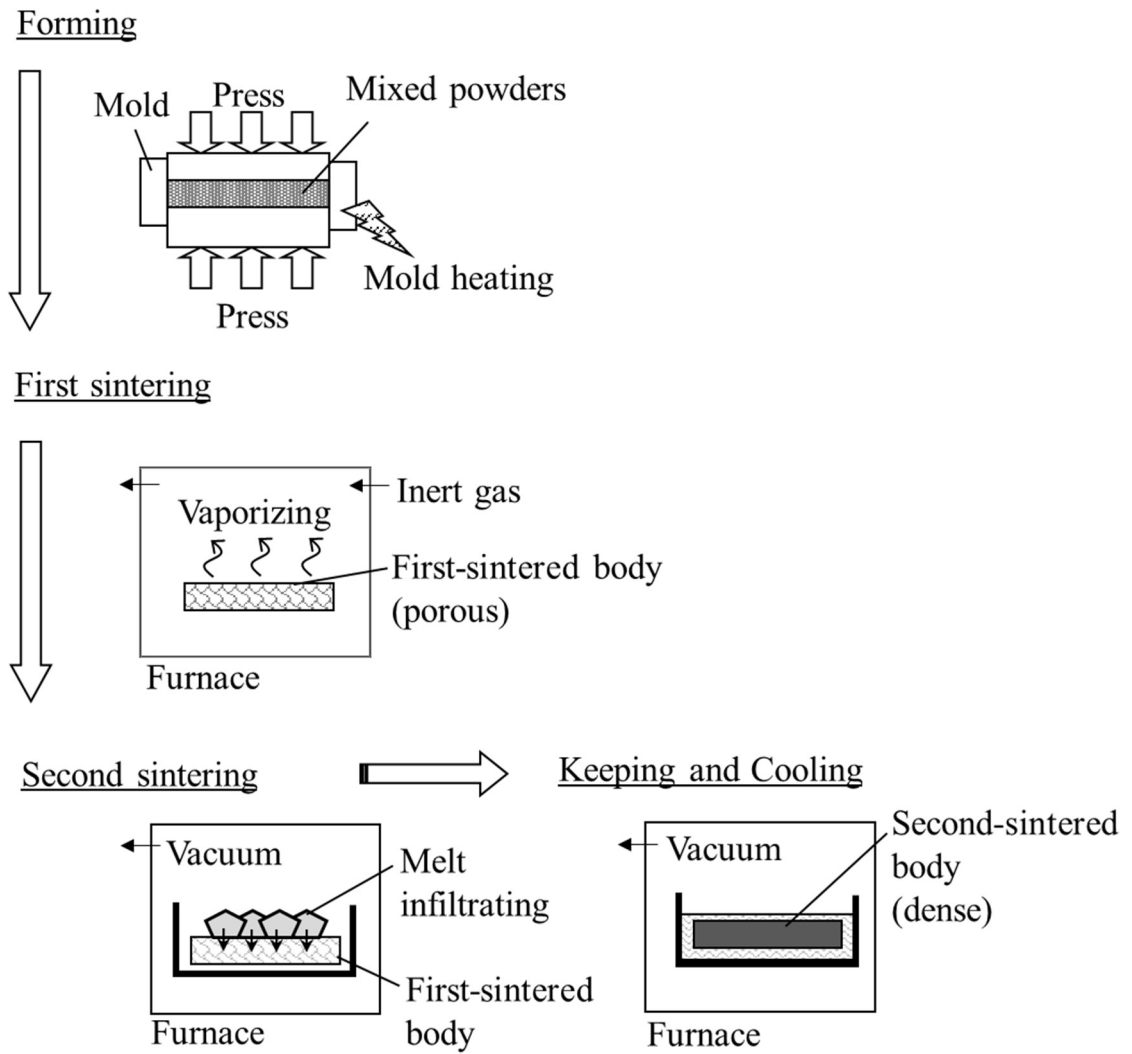 Forming
Press
Mixed powders
Mold
Mold heating
Press
First sintering
Inert gas
Vaporizing
First-sintered body
(porous)
Furnace
Second sintering
Keeping and Cooling
Vacuum
Melt
infiltrating
First-sintered
body
Furnace
Vacuum
Second-sintered
body
(dense)
Furnace